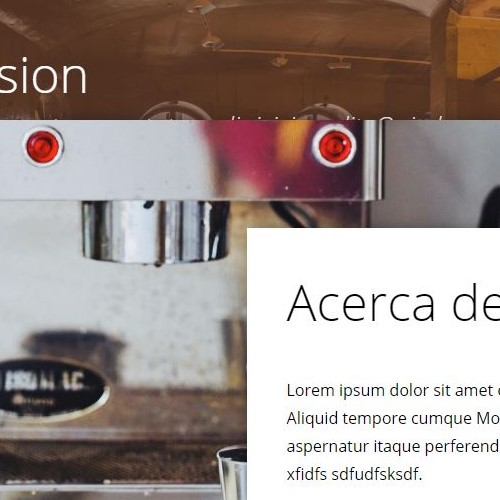 sion
Acerca de
Lorem ipsum dolor sit amet
Aliquid tempore cumque Mo
aspernatur itaque perferend
xfidfs sdfudfsksdf.